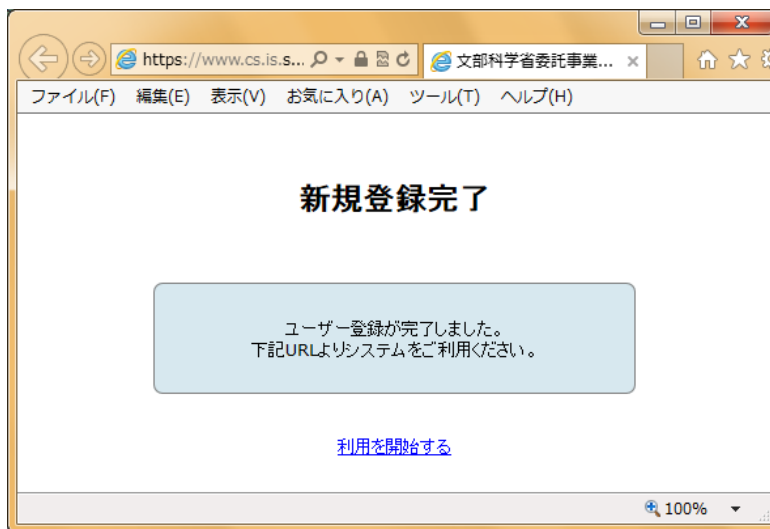 https://www.cs.is.s...
文部科学省委託事業...
ファイル(F) 編集(E) 表示(V) お気に入り(A) ツール(T) ヘルプ(H)
新規登録完了
ユーザー登録が完了しました。
下記URLよりシステムをご利用ください。
利用を開始する
100%